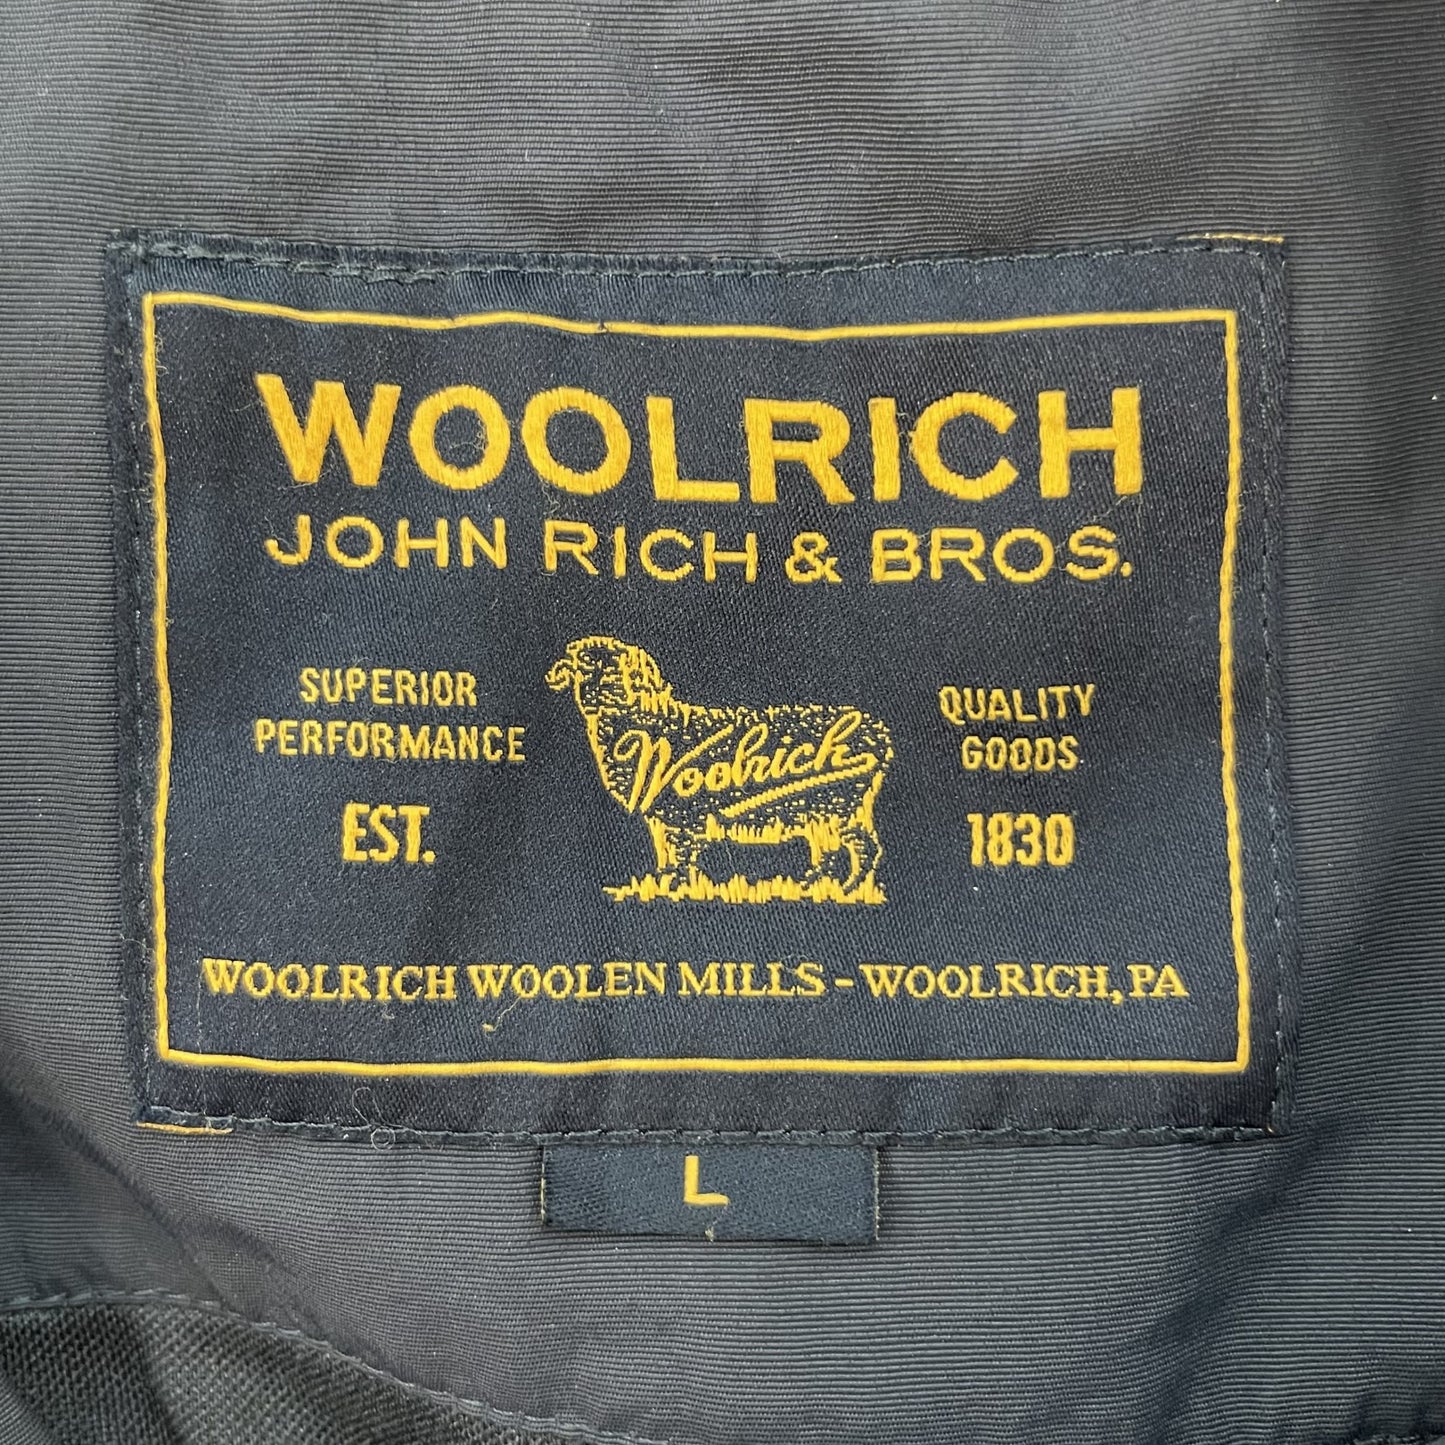 WOOLRICH
JOHN RICH & BROS.
SUPERIOR
PERFORMANCE
EST.
Woolrich
QUALITY
GOODS
1830
WOOLRICH WOOLEN MILLS - WOOLRICH, PA
L